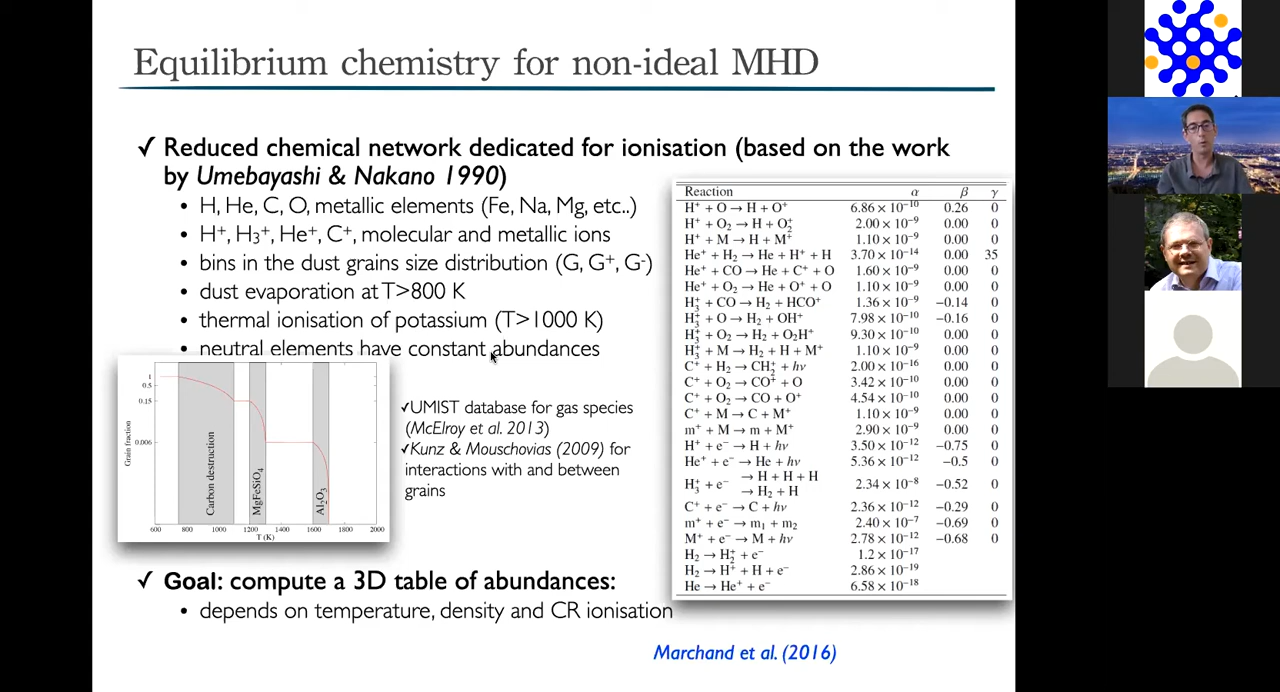 Equilibrium chemistry for non-ideal MHD
✓ Reduced chemical network dedicated for ionisation (based on the work
by Umebayashi & Nakano 1990)
• H, He, C, O, metallic elements (Fe, Na, Mg, etc..)
• H⁺, H₃⁺, He⁺, C⁺, molecular and metallic ions
• bins in the dust grains size distribution (G, G⁺, G⁻)
• dust evaporation at T>800 K
• thermal ionisation of potassium (T>1000 K)
• neutral elements have constant abundances
Grain fraction
1
0.5
0.15
0.006
Carbon destruction
MgFeSiO₄
Al₂O₃
600 800 1000 1200 1400 1600 1800 2000
T (K)
✓UMIST database for gas species
(McElroy et al. 2013)
✓Kunz & Mouschovias (2009) for
interactions with and between
grains
Reaction α β γ
H⁺ + O → H + O⁺ 6.86 × 10⁻¹⁰ 0.26 0
H⁺ + O₂ → H + O₂⁺ 2.00 × 10⁻⁹ 0.00 0
H⁺ + M → H + M⁺ 1.10 × 10⁻⁹ 0.00 0
He⁺ + H₂ → He + H⁺ + H 3.70 × 10⁻¹⁴ 0.00 35
He⁺ + CO → He + C⁺ + O 1.60 × 10⁻⁹ 0.00 0
He⁺ + O₂ → He + O⁺ + O 1.10 × 10⁻⁹ 0.00 0
H₃⁺ + CO → H₂ + HCO⁺ 1.36 × 10⁻⁹ −0.14 0
H₃⁺ + O → H₂ + OH⁺ 7.98 × 10⁻¹⁰ −0.16 0
H₃⁺ + O₂ → H₂ + O₂H⁺ 9.30 × 10⁻¹⁰ 0.00 0
H₃⁺ + M → H₂ + H + M⁺ 1.10 × 10⁻⁹ 0.00 0
C⁺ + H₂ → CH₂⁺ + hν 2.00 × 10⁻¹⁶ 0.00 0
C⁺ + O₂ → CO⁺ + O 3.42 × 10⁻¹⁰ 0.00 0
C⁺ + O₂ → CO + O⁺ 4.54 × 10⁻¹⁰ 0.00 0
C⁺ + M → C + M⁺ 1.10 × 10⁻⁹ 0.00 0
m⁺ + M → m + M⁺ 2.90 × 10⁻⁹ 0.00 0
H⁺ + e⁻ → H + hν 3.50 × 10⁻¹² −0.75 0
He⁺ + e⁻ → He + hν 5.36 × 10⁻¹² −0.5 0
H₃⁺ + e⁻ → H + H + H → H₂ + H 2.34 × 10⁻⁸ −0.52 0
C⁺ + e⁻ → C + hν 2.36 × 10⁻¹² −0.29 0
m⁺ + e⁻ → m₁ + m₂ 2.40 × 10⁻⁷ −0.69 0
M⁺ + e⁻ → M + hν 2.78 × 10⁻¹² −0.68 0
H₂ → H₂⁺ + e⁻ 1.2 × 10⁻¹⁷
H₂ → H⁺ + H + e⁻ 2.86 × 10⁻¹⁹
He → He⁺ + e⁻ 6.58 × 10⁻¹⁸
✓ Goal: compute a 3D table of abundances:
• depends on temperature, density and CR ionisation
Marchand et al. (2016)